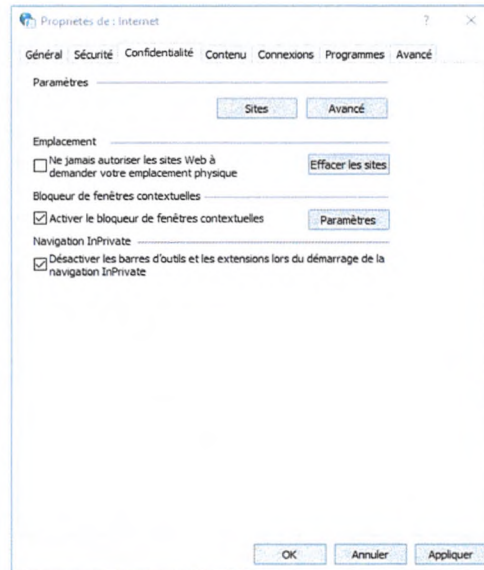 Propriétés de : Internet ? ×
Général Sécurité Confidentialité Contenu Connexions Programmes Avancé
Paramètres
Sites Avancé
Emplacement
Ne jamais autoriser les sites Web à
demander votre emplacement physique
Effacer les sites
Bloqueur de fenêtres contextuelles
Activer le bloqueur de fenêtres contextuelles Paramètres
Navigation InPrivate
Désactiver les barres d'outils et les extensions lors du démarrage de la
navigation InPrivate
OK Annuler Appliquer